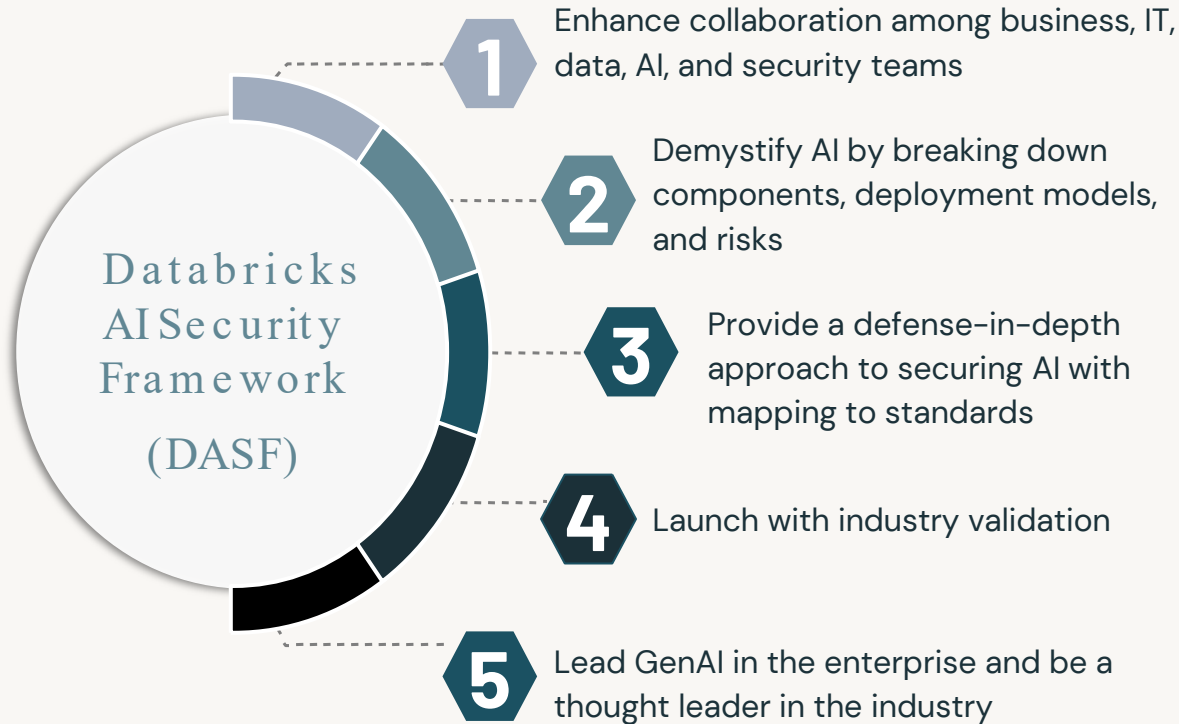 Databricks
AI Security
Framework
(DASF)
1
Enhance collaboration among business, IT,
data, AI, and security teams
2
Demystify AI by breaking down
components, deployment models,
and risks
3
Provide a defense-in-depth
approach to securing AI with
mapping to standards
4
Launch with industry validation
5
Lead GenAI in the enterprise and be a
thought leader in the industry